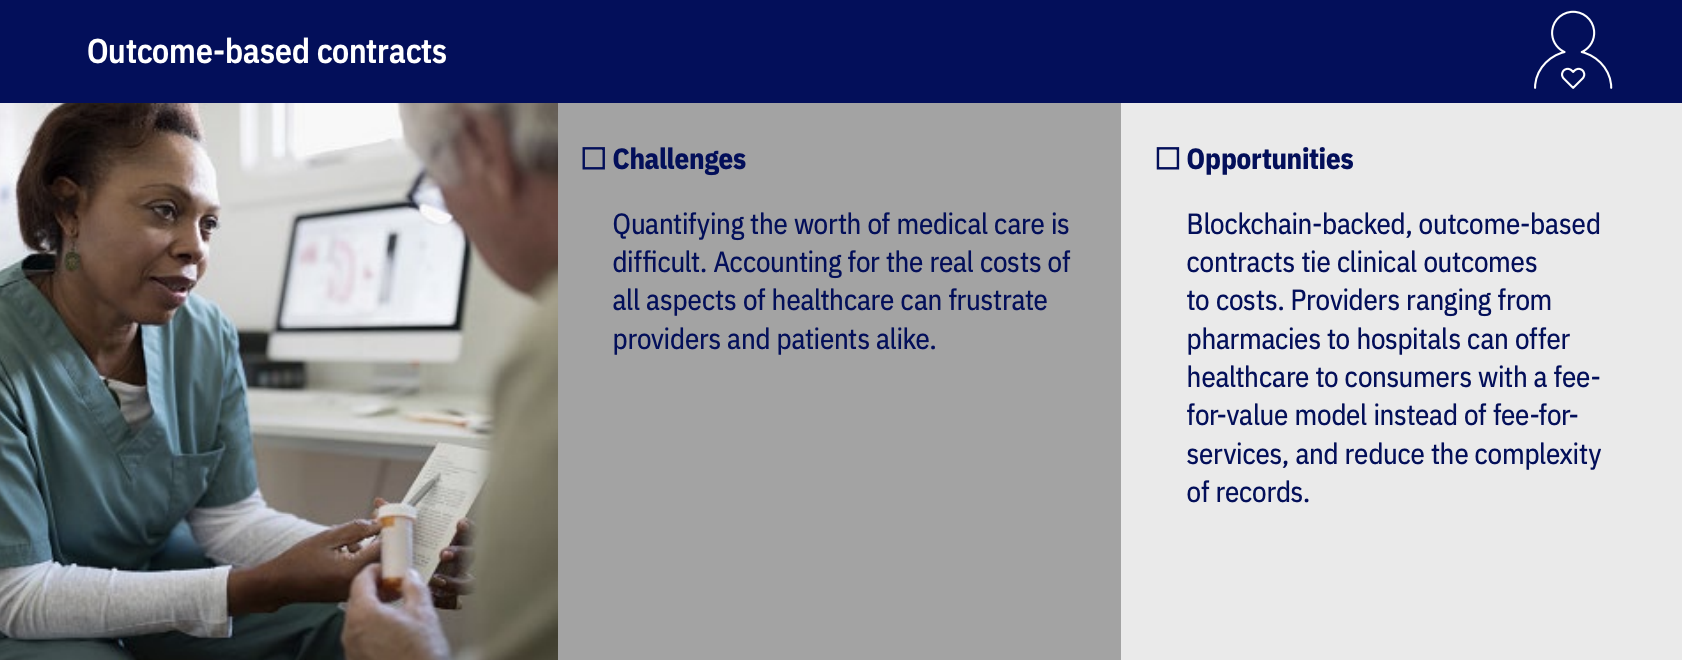 Outcome-based contracts
Challenges
Quantifying the worth of medical care is
difficult. Accounting for the real costs of
all aspects of healthcare can frustrate
providers and patients alike.
Opportunities
Blockchain-backed, outcome-based
contracts tie clinical outcomes
to costs. Providers ranging from
pharmacies to hospitals can offer
healthcare to consumers with a fee-
for-value model instead of fee-for-
services, and reduce the complexity
of records.